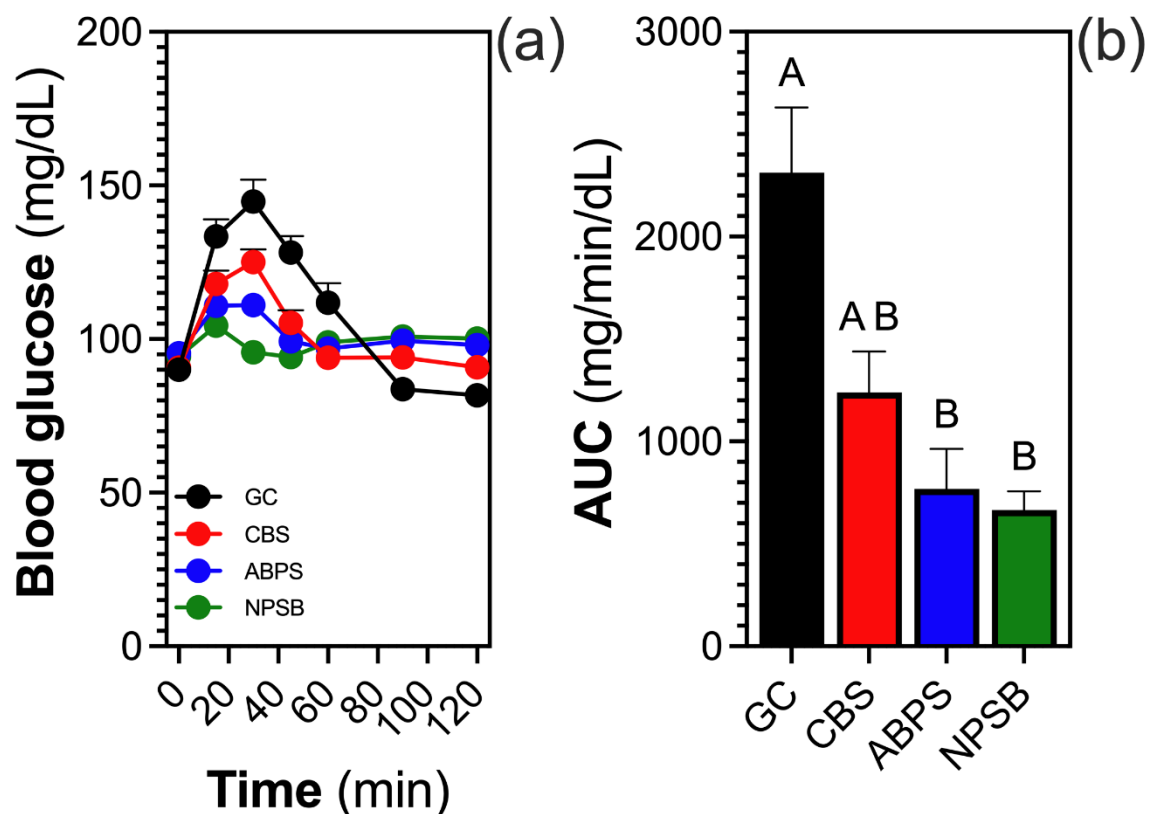 (a)
Blood glucose (mg/dL)
200
150
100
50
0
GC
CBS
ABPS
NPSB
0 20 40 60 80 100 120
Time (min)
(b)
AUC (mg/min/dL)
3000
2000
1000
0
A
A B
B
B
GC CBS ABPS NPSB